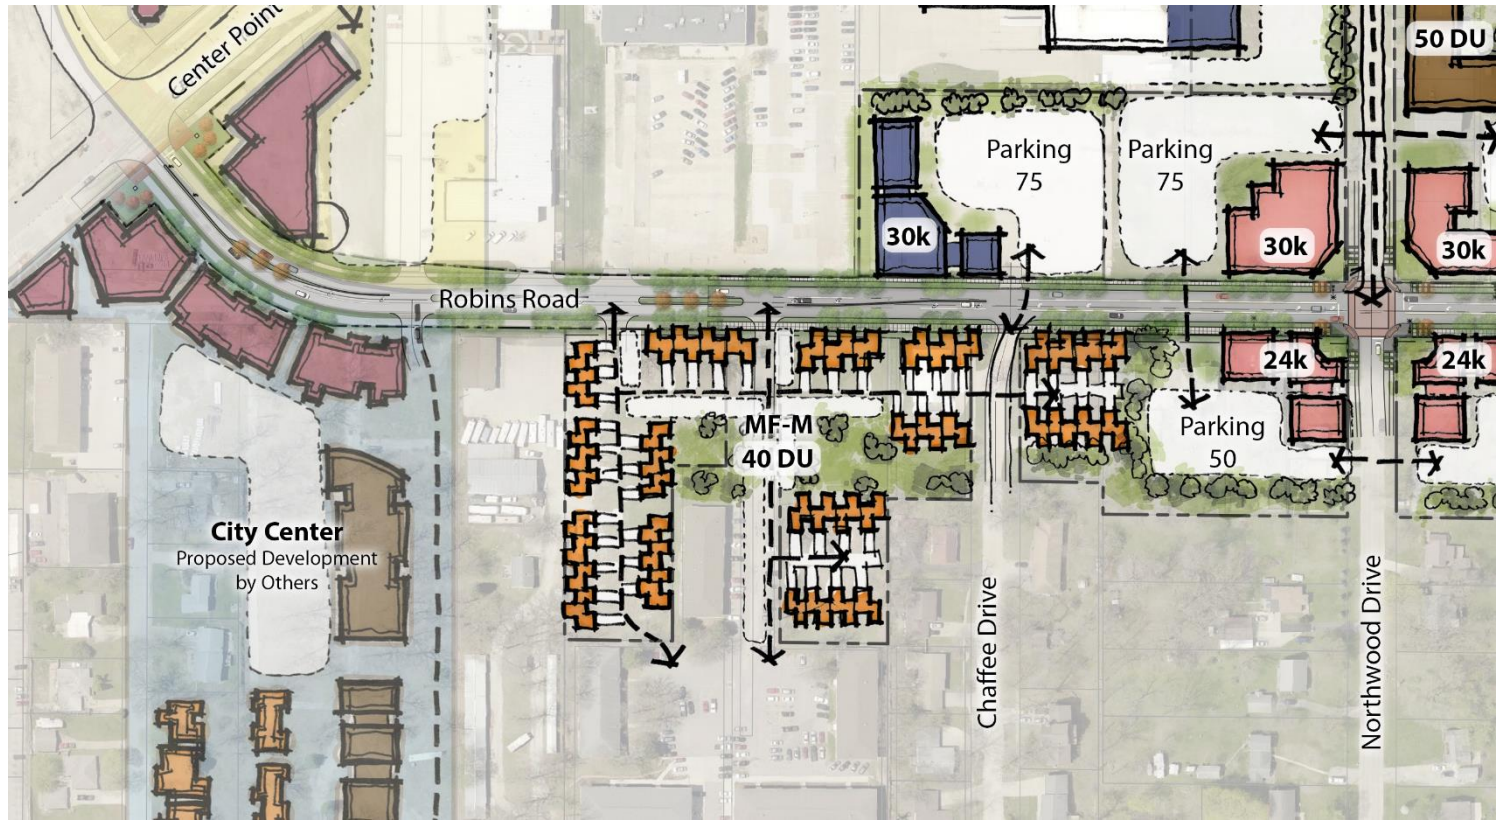 Center Point
50 DU
Parking
75
Parking
75
30k
30k
30k
Robins Road
24k
24k
MF-M
40 DU
Parking
50
City Center
Proposed Development
by Others
Chaffee Drive
Northwood Drive